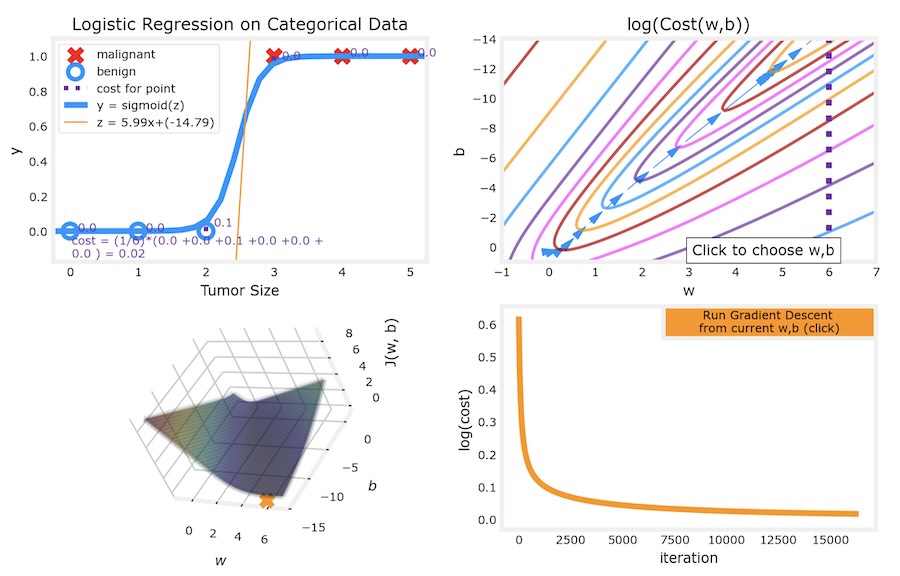 Logistic Regression on Categorical Data
1.0
0.8
0.6
0.4
0.2
0.0
y
malignant
benign
cost for point
y = sigmoid(z)
z = 5.99x+(-14.79)
0.0
0.0
0.1
0.0
0.0
0.0
cost = (1/6)*(0.0 +0.0 +0.1 +0.0 +0.0 +
0.0 ) = 0.02
0 1 2 3 4 5
Tumor Size
log(Cost(w,b))
−14
−12
−10
−8
−6
−4
−2
0
b
Click to choose w,b
−1 0 1 2 3 4 5 6 7
w
8
6
4
2
0
J(w, b)
0
−5
−10
−15
b
0 2 4 6
w
Run Gradient Descent
from current w,b (click)
0.6
0.5
0.4
0.3
0.2
0.1
0.0
log(cost)
0 2500 5000 7500 10000 12500 15000
iteration